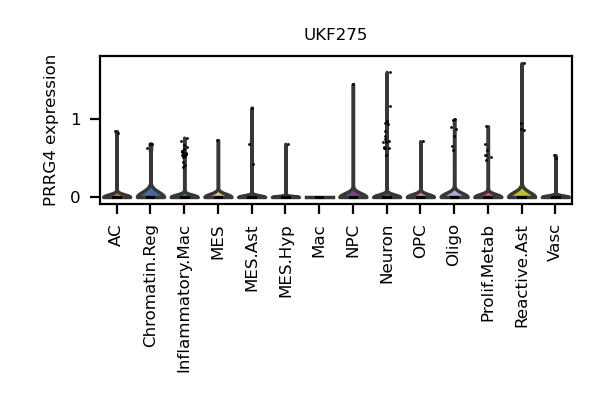 UKF275
PRRG4 expression
1
0
AC
Chromatin.Reg
Inflammatory.Mac
MES
MES.Ast
MES.Hyp
Mac
NPC
Neuron
OPC
Oligo
Prolif.Metab
Reactive.Ast
Vasc